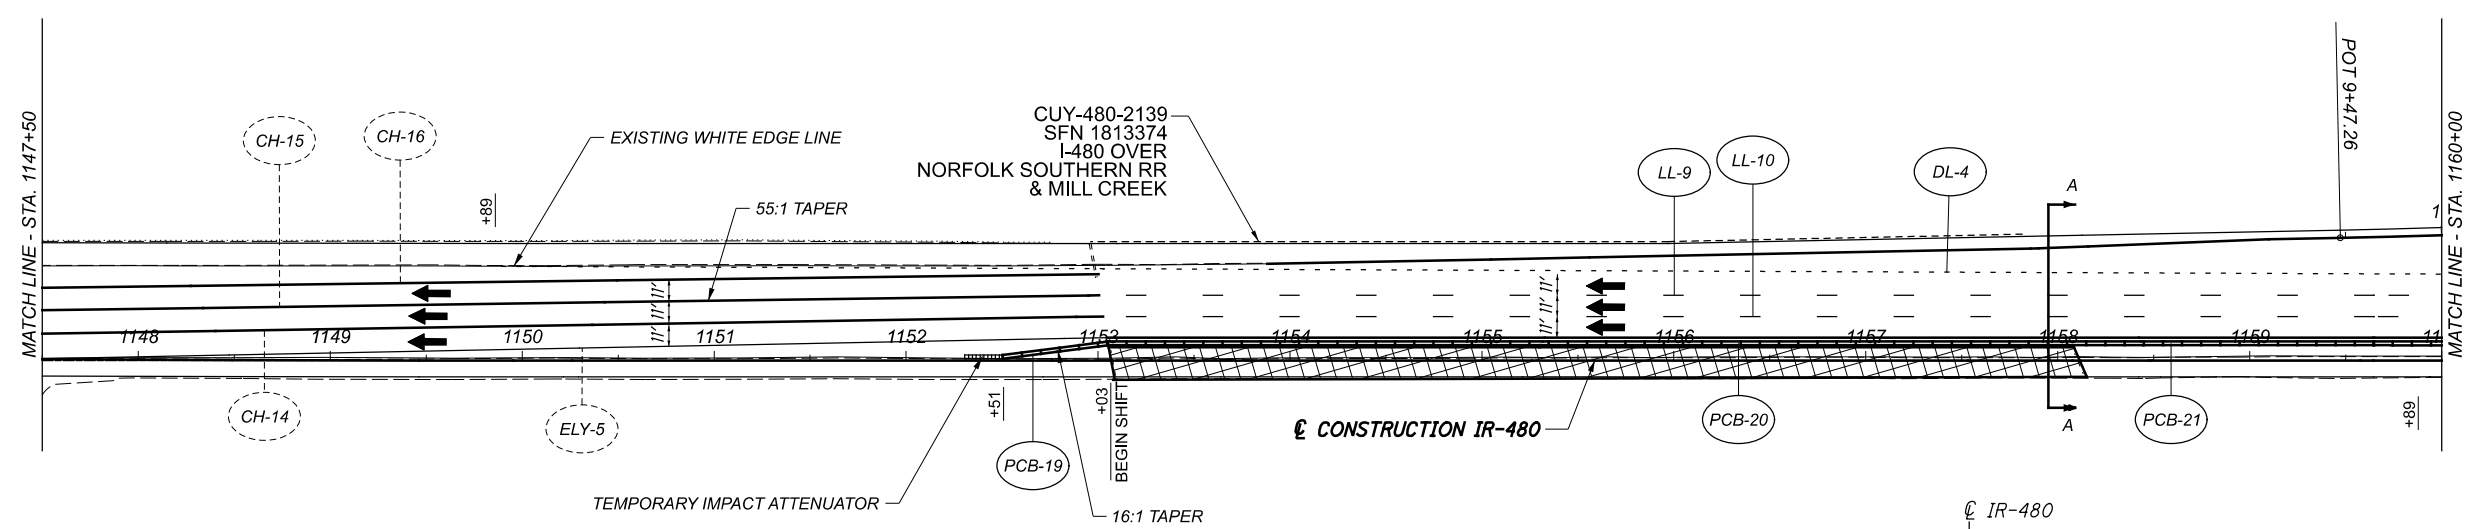 MATCH LINE - STA. 1147+50
CH-15
CH-16
EXISTING WHITE EDGE LINE
CUY-480-2139
SFN 1813374
I-480 OVER
NORFOLK SOUTHERN RR
& MILL CREEK
LL-9
LL-10
DL-4
A
POT 9+47.26
MATCH LINE - STA. 1160+00
+89
55:1 TAPER
1
11' 11' 11'
11' 11' 11'
1148
1149
1150
1151
1152
1153
1154
1155
1156
1157
1158
1159
11
CH-14
ELY-5
+51
+03
BEGIN SHIFT
PCB-19
℄ CONSTRUCTION IR-480
PCB-20
A
PCB-21
+89
TEMPORARY IMPACT ATTENUATOR
16:1 TAPER
℄ IR-480